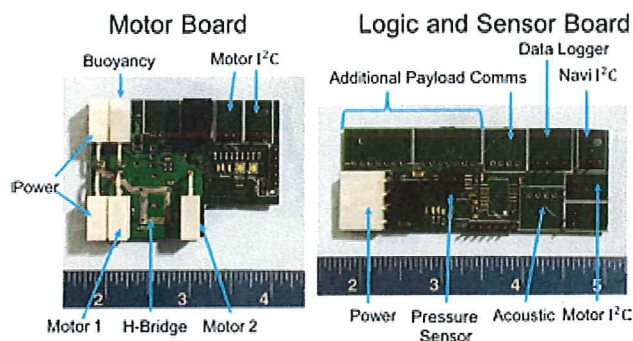 Motor Board
Logic and Sensor Board
Data Logger
Buoyancy
Motor I²C
Additional Payload Comms
Navi I²C
Power
2 3 4
2 3 4 5
Motor 1
H-Bridge
Motor 2
Power
Pressure
Sensor
Acoustic
Motor I²C